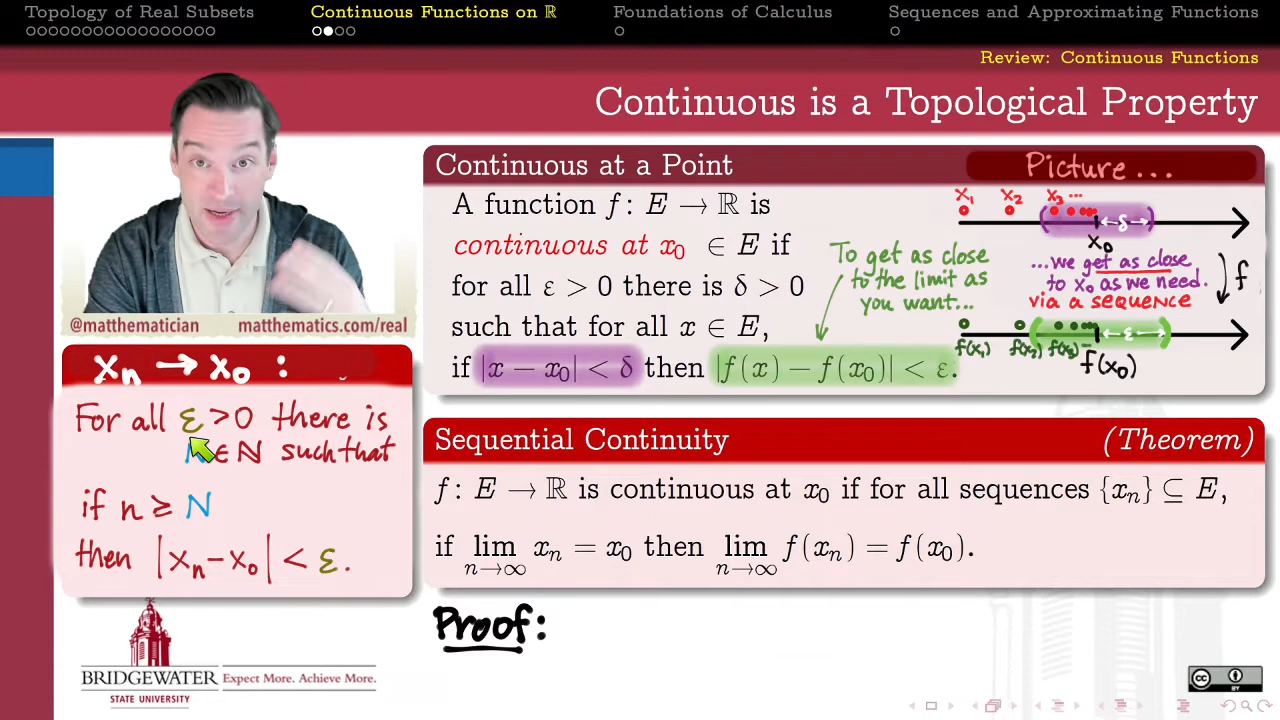 Topology of Real Subsets
Continuous Functions on ℝ
Foundations of Calculus
Sequences and Approximating Functions
Review: Continuous Functions
Continuous is a Topological Property
Continuous at a Point
A function f: E → ℝ is
continuous at x₀ ∈ E if
for all ε > 0 there is δ > 0
such that for all x ∈ E,
if |x − x₀| < δ then |f(x) − f(x₀)| < ε.
To get as close
to the limit as
you want...
Picture...
x₁ x₂ x₃ ...
δ
x₀
...we get as close
to x₀ as we need.
via a sequence
f
ε
f(x₁) f(x₂) f(x₃) ...
f(x₀)
@matthematician matthematics.com/real
xₙ → x₀ :
For all ε > 0 there is
N ∈ ℕ such that
if n ≥ N
then |xₙ − x₀| < ε.
Sequential Continuity (Theorem)
f: E → ℝ is continuous at x₀ if for all sequences {xₙ} ⊆ E,
if lim n→∞ xₙ = x₀ then lim n→∞ f(xₙ) = f(x₀).
Proof:
BRIDGEWATER
STATE UNIVERSITY
Expect More. Achieve More.
cc
BY